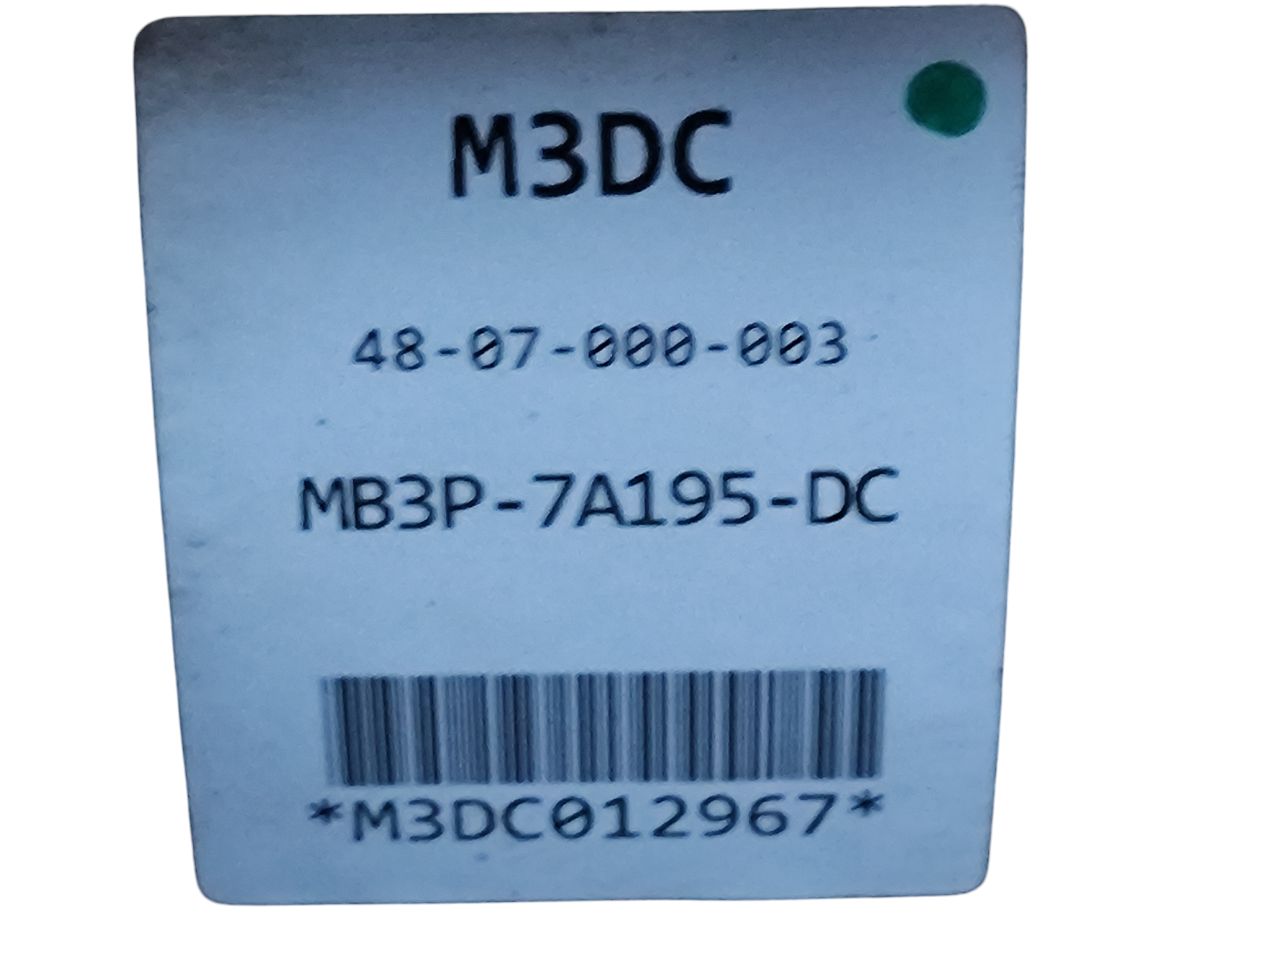 M3DC
48-07-000-003
MB3P-7A195-DC
*M3DC012967*